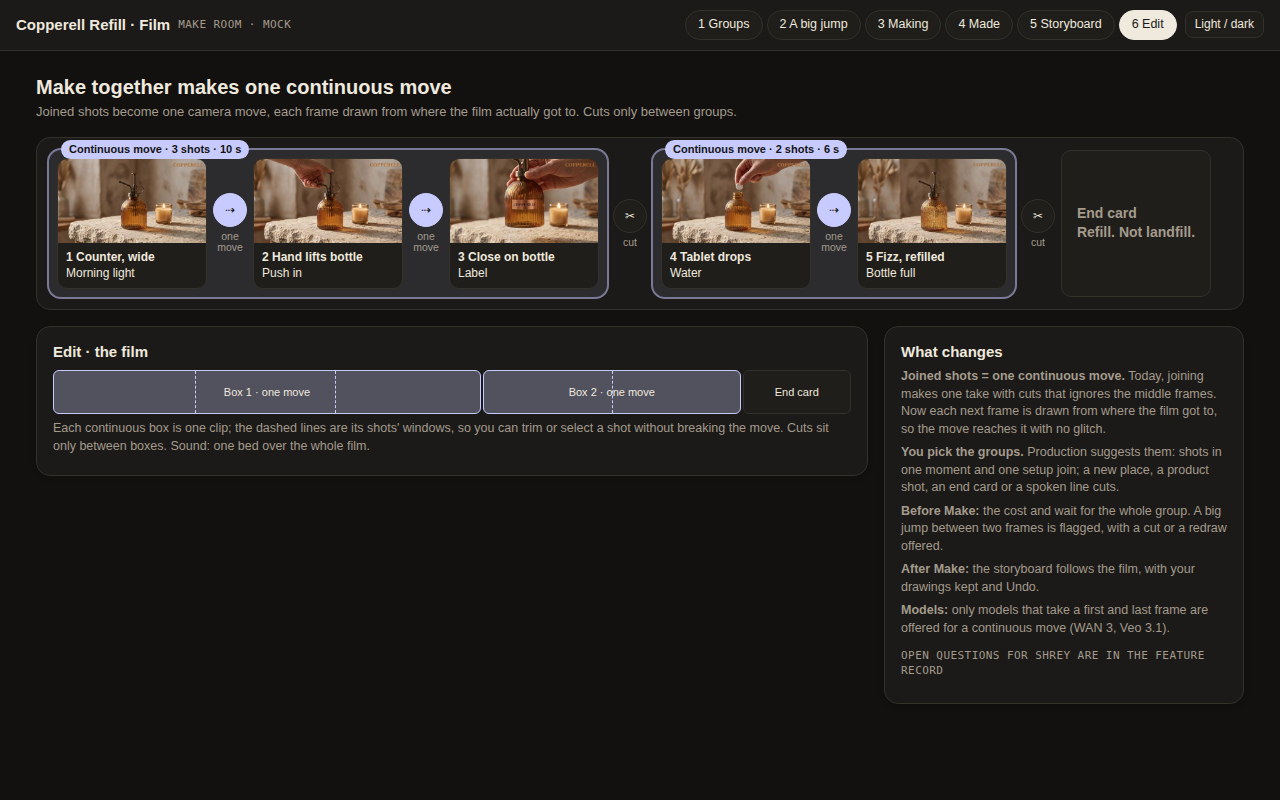 Copperell Refill · Film MAKE ROOM · MOCK
1 Groups
2 A big jump
3 Making
4 Made
5 Storyboard
6 Edit
Light / dark
Make together makes one continuous move
Joined shots become one camera move, each frame drawn from where the film actually got to. Cuts only between groups.
Continuous move · 3 shots · 10 s
1 Counter, wide
Morning light
⇢
one
move
2 Hand lifts bottle
Push in
⇢
one
move
3 Close on bottle
Label
✂
cut
Continuous move · 2 shots · 6 s
4 Tablet drops
Water
⇢
one
move
5 Fizz, refilled
Bottle full
✂
cut
End card
Refill. Not landfill.
Edit · the film
Box 1 · one move
Box 2 · one move
End card
Each continuous box is one clip; the dashed lines are its shots' windows, so you can trim or select a shot without breaking the move. Cuts sit
only between boxes. Sound: one bed over the whole film.
What changes
Joined shots = one continuous move. Today, joining
makes one take with cuts that ignores the middle frames.
Now each next frame is drawn from where the film got to,
so the move reaches it with no glitch.
You pick the groups. Production suggests them: shots in
one moment and one setup join; a new place, a product
shot, an end card or a spoken line cuts.
Before Make: the cost and wait for the whole group. A big
jump between two frames is flagged, with a cut or a redraw
offered.
After Make: the storyboard follows the film, with your
drawings kept and Undo.
Models: only models that take a first and last frame are
offered for a continuous move (WAN 3, Veo 3.1).
OPEN QUESTIONS FOR SHREY ARE IN THE FEATURE
RECORD